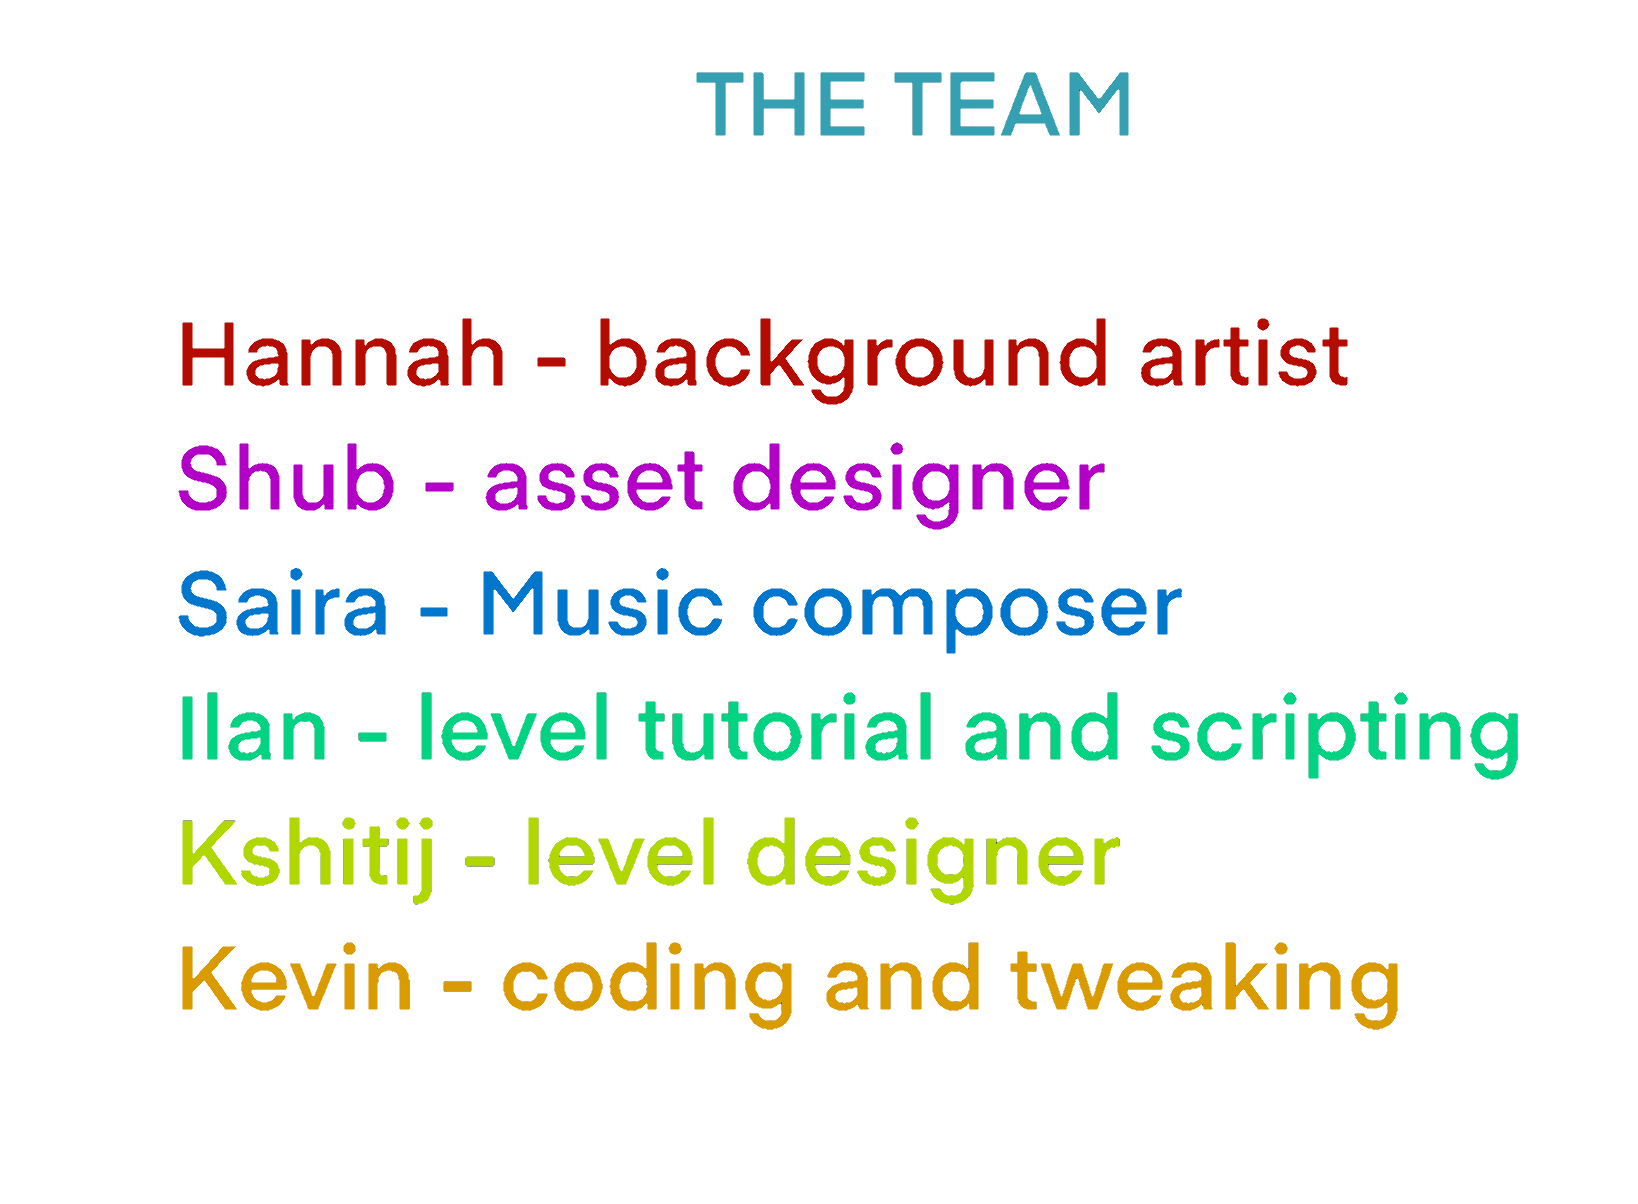 THE TEAM
Hannah - background artist
Shub - asset designer
Saira - Music composer
Ilan - level tutorial and scripting
Kshitij - level designer
Kevin - coding and tweaking